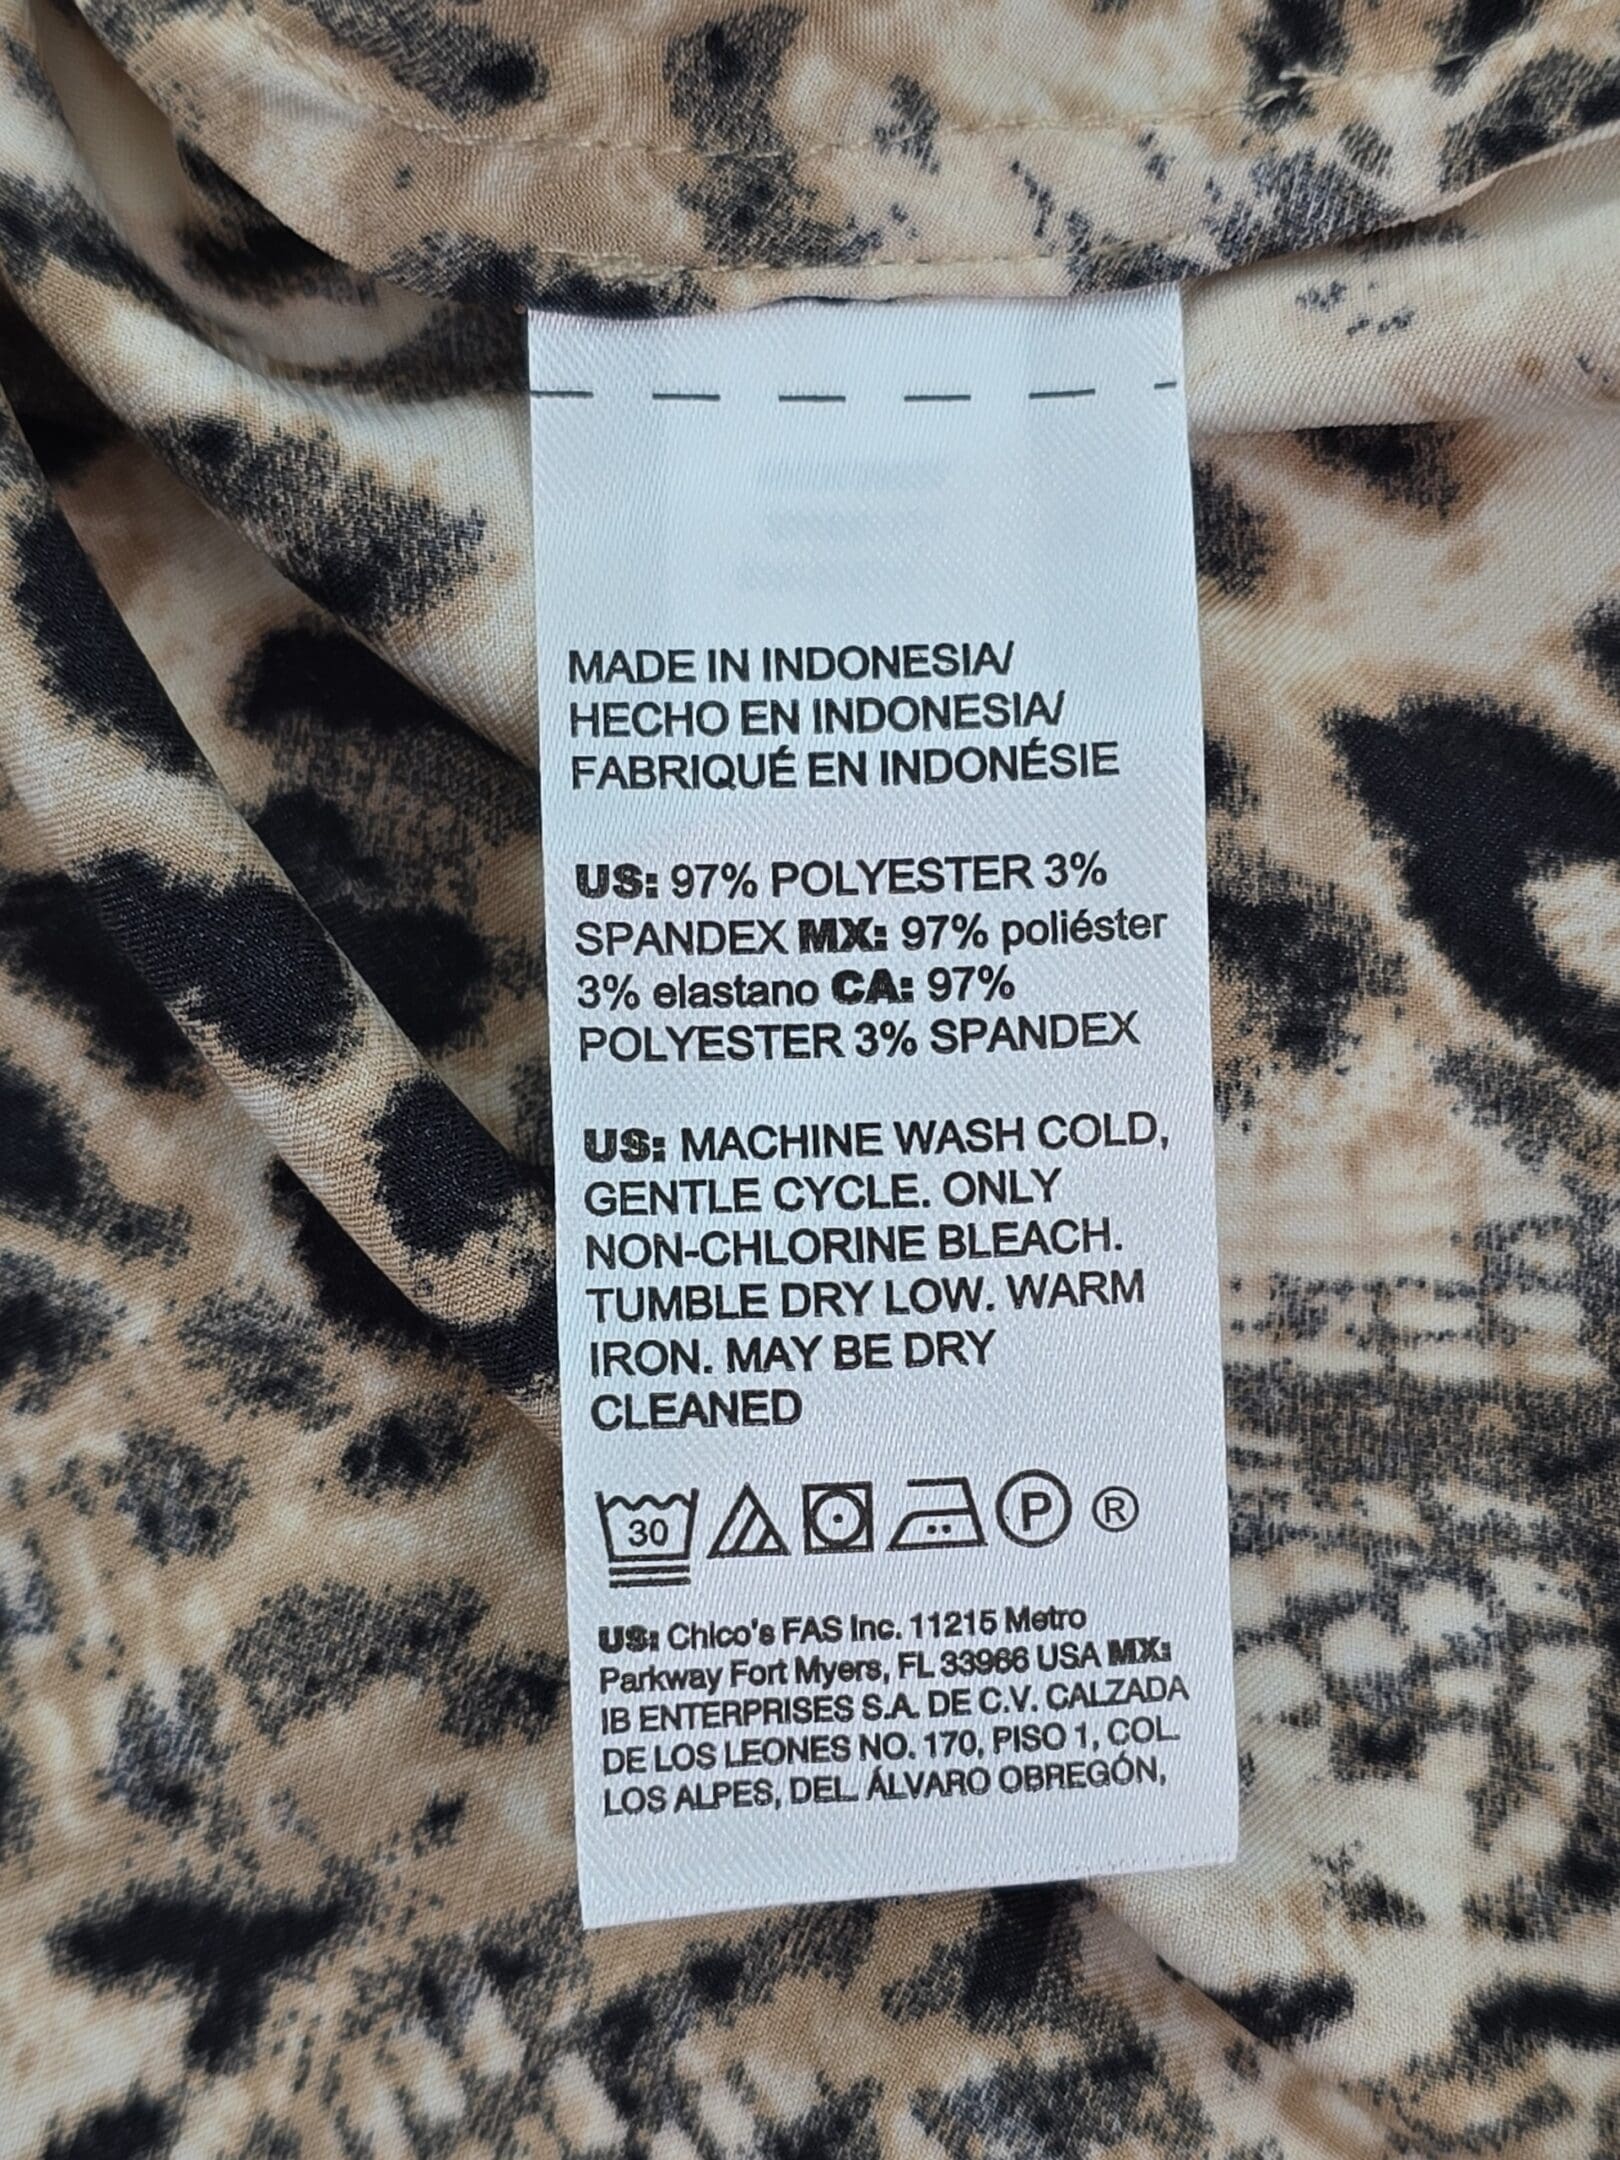 MADE IN INDONESIA/
HECHO EN INDONESIA/
FABRIQUÉ EN INDONÉSIE
US: 97% POLYESTER 3%
SPANDEX MX: 97% poliéster
3% elastano CA: 97%
POLYESTER 3% SPANDEX
US: MACHINE WASH COLD,
GENTLE CYCLE. ONLY
NON-CHLORINE BLEACH.
TUMBLE DRY LOW. WARM
IRON. MAY BE DRY
CLEANED
30 P ®
US: Chico's FAS Inc. 11215 Metro
Parkway Fort Myers, FL 33966 USA MX:
IB ENTERPRISES S.A. DE C.V. CALZADA
DE LOS LEONES NO. 170, PISO 1, COL.
LOS ALPES, DEL. ÁLVARO OBREGÓN,